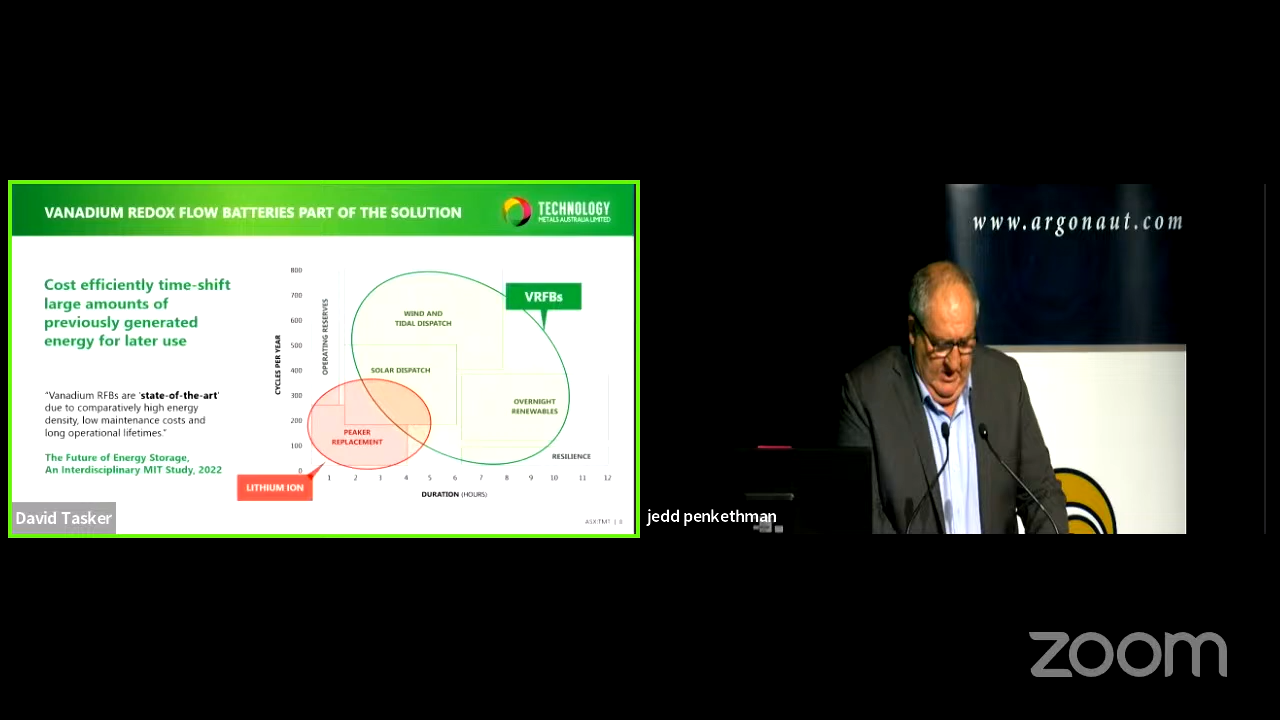 VANADIUM REDOX FLOW BATTERIES PART OF THE SOLUTION
TECHNOLOGY
METALS AUSTRALIA LIMITED
Cost efficiently time-shift
large amounts of
previously generated
energy for later use
"Vanadium RFBs are 'state-of-the-art'
due to comparatively high energy
density, low maintenance costs and
long operational lifetimes."
The Future of Energy Storage,
An Interdisciplinary MIT Study, 2022
CYCLES PER YEAR
800
700
600
500
400
300
200
100
0
OPERATING RESERVES
WIND AND
TIDAL DISPATCH
VRFBs
SOLAR DISPATCH
OVERNIGHT
RENEWABLES
PEAKER
REPLACEMENT
RESILIENCE
LITHIUM ION
1 2 3 4 5 6 7 8 9 10 11 12
DURATION (HOURS)
ASX:TMT |
David Tasker
www.argonaut.com
jedd penkethman
zoom